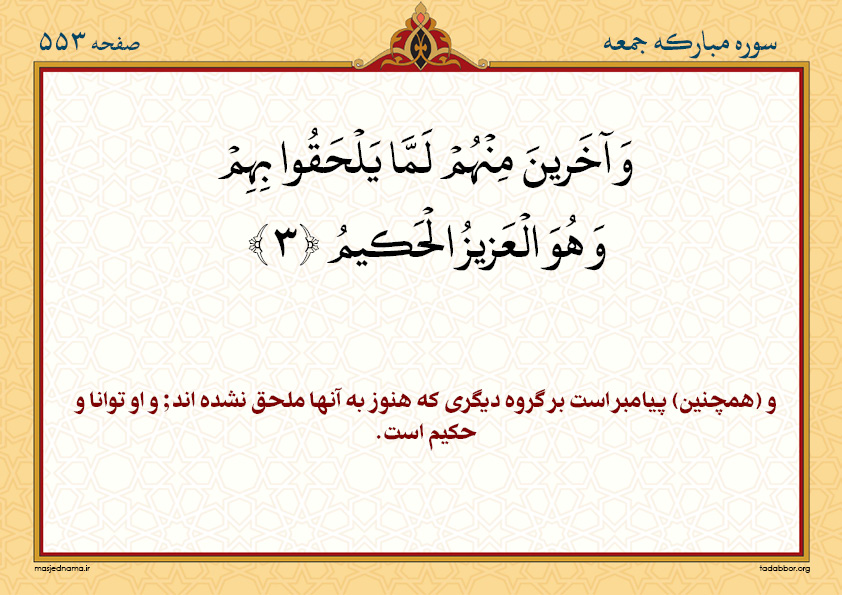 سوره مبارکه جمعه
صفحه ۵۵۳
وَآخَرِينَ مِنْهُمْ لَمَّا يَلْحَقُوا بِهِمْ
وَهُوَ الْعَزِيزُ الْحَكِيمُ ﴿٣﴾
و (همچنین) پیامبر است بر گروه دیگری که هنوز به آنها ملحق نشده اند; و او توانا و
حکیم است.
masjednama.ir
tadabbor.org